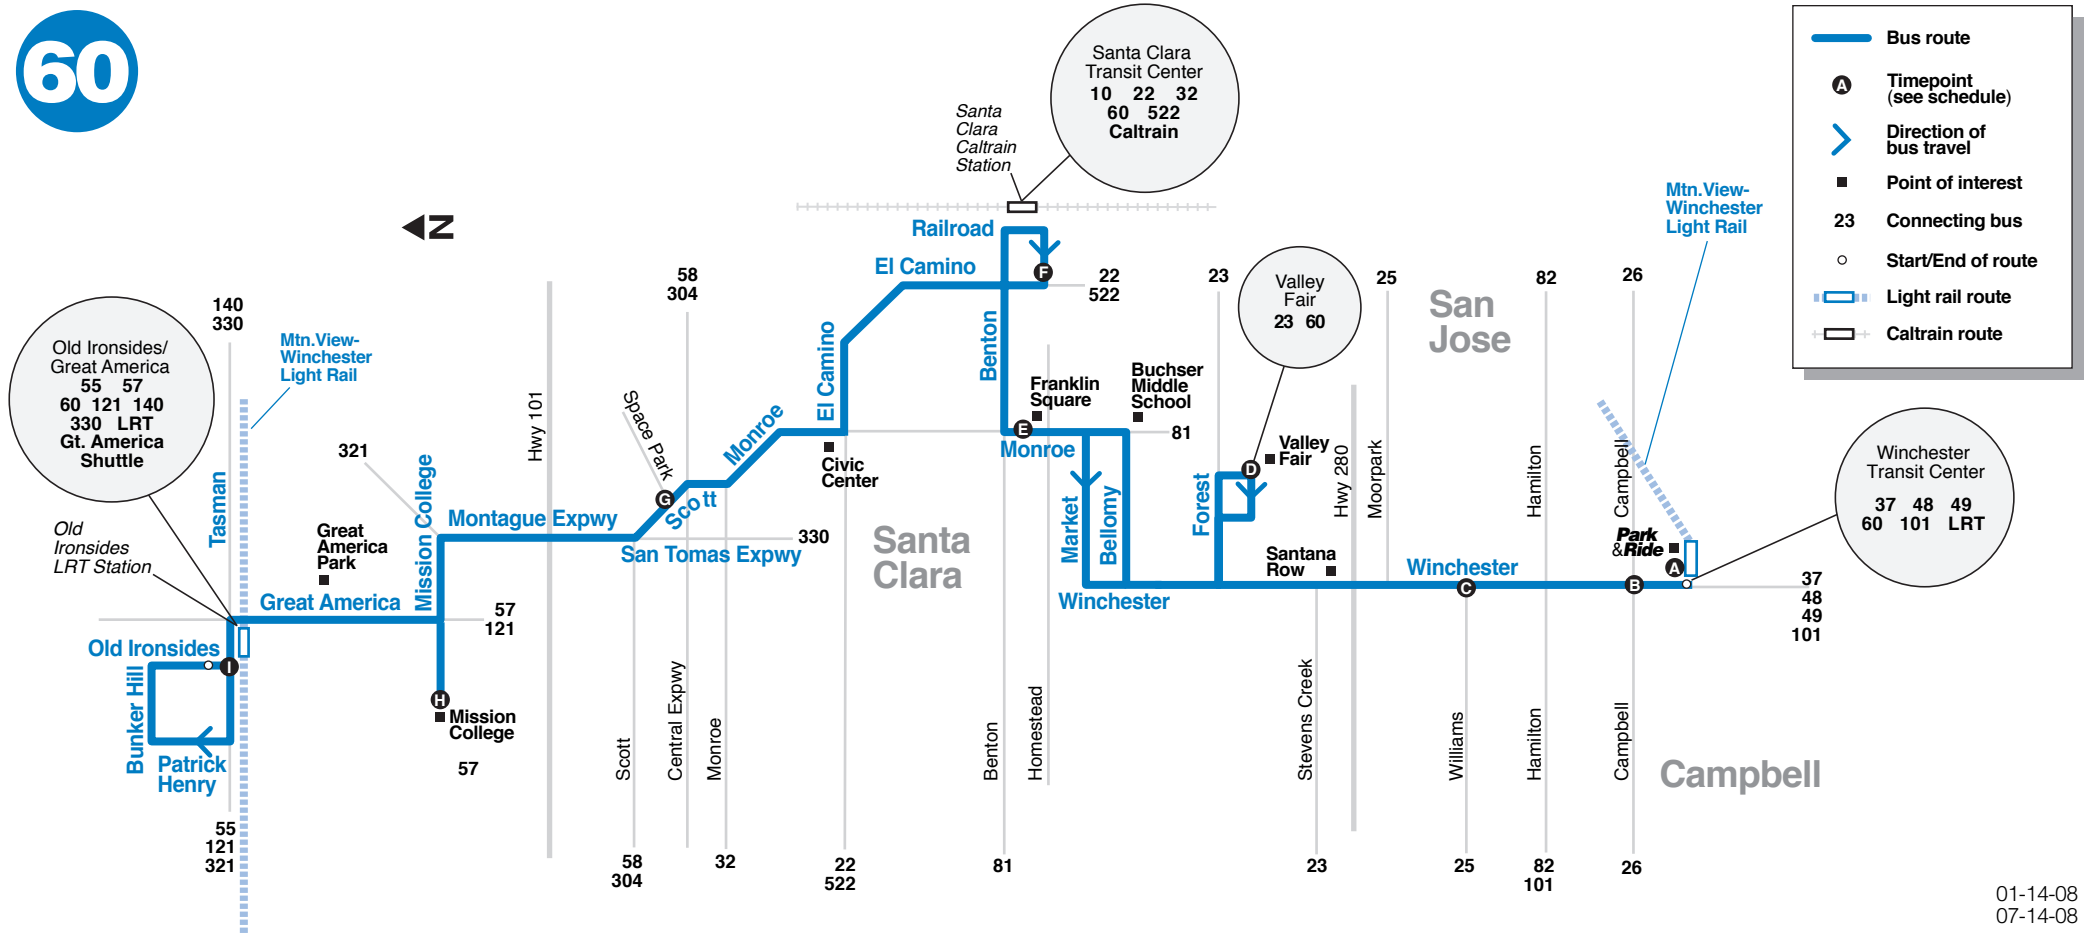 60
Santa Clara
Transit Center
10 22 32
60 522
Caltrain
Santa
Clara
Caltrain
Station
N
Bus route
A
Timepoint
(see schedule)
Direction of
bus travel
Point of interest
23
Connecting bus
Start/End of route
Light rail route
Caltrain route
Mtn.View-
Winchester
Light Rail
Railroad
El Camino
F
22
522
58
304
23
Valley
Fair
23 60
25
82
26
San
Jose
140
330
Old Ironsides/
Great America
55 57
60 121 140
330 LRT
Gt. America
Shuttle
Mtn.View-
Winchester
Light Rail
El Camino
Benton
Franklin
Square
Buchser
Middle
School
81
E
Monroe
Hwy 101
Space Park
Monroe
Civic
Center
321
Mission College
Tasman
Old
Ironsides
LRT Station
Great
America
Park
Montague Expwy
G
Scott
San Tomas Expwy
330
Santa
Clara
Market
Bellomy
Forest
D
Valley
Fair
Hwy 280
Moorpark
Hamilton
Campbell
Park
&Ride
A
Winchester
Transit Center
37 48 49
60 101 LRT
Santana
Row
Winchester
Winchester
C
B
37
48
49
101
Great America
57
121
Old Ironsides
I
Bunker Hill
Patrick
Henry
H
Mission
College
57
Scott
Central Expwy
Monroe
Benton
Homestead
Stevens Creek
Williams
Hamilton
Campbell
Campbell
55
121
321
58
304
32
22
522
81
23
25
82
101
26
01-14-08
07-14-08